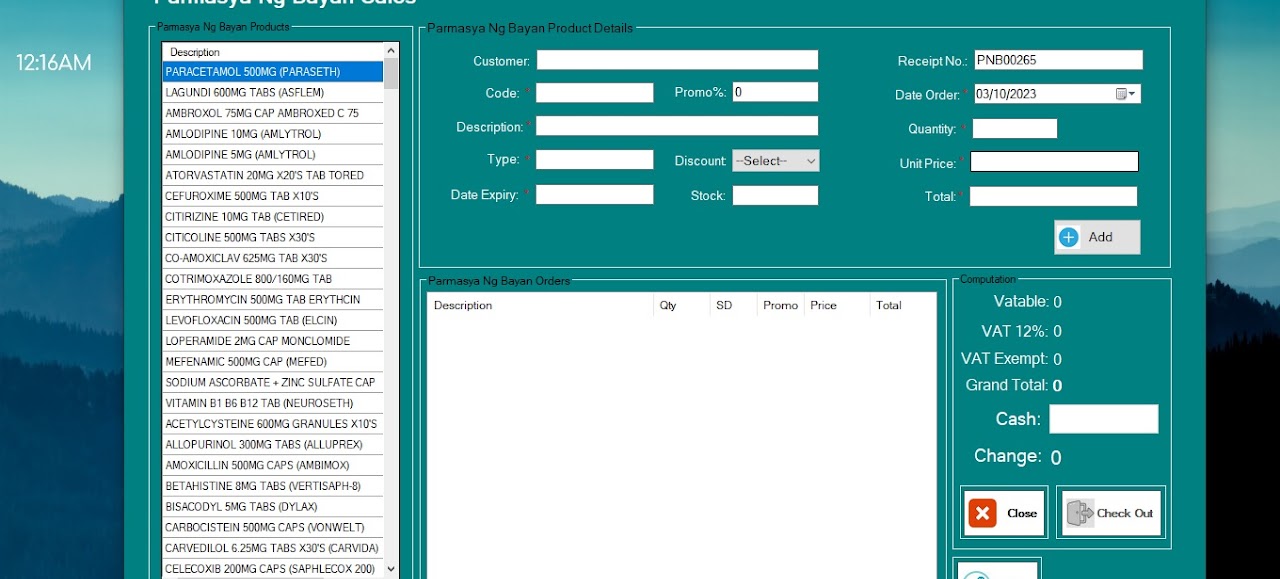 Parmasya Ng Bayan Sales
12:16AM
Parmasya Ng Bayan Products
Description
PARACETAMOL 500MG (PARASETH)
LAGUNDI 600MG TABS (ASFLEM)
AMBROXOL 75MG CAP AMBROXED C 75
AMLODIPINE 10MG (AMLYTROL)
AMLODIPINE 5MG (AMLYTROL)
ATORVASTATIN 20MG X20'S TAB TORED
CEFUROXIME 500MG TAB X10'S
CITIRIZINE 10MG TAB (CETIRED)
CITICOLINE 500MG TABS X30'S
CO-AMOXICLAV 625MG TAB X30'S
COTRIMOXAZOLE 800/160MG TAB
ERYTHROMYCIN 500MG TAB ERYTHCIN
LEVOFLOXACIN 500MG TAB (ELCIN)
LOPERAMIDE 2MG CAP MONCLOMIDE
MEFENAMIC 500MG CAP (MEFED)
SODIUM ASCORBATE + ZINC SULFATE CAP
VITAMIN B1 B6 B12 TAB (NEUROSETH)
ACETYLCYSTEINE 600MG GRANULES X10'S
ALLOPURINOL 300MG TABS (ALLUPREX)
AMOXICILLIN 500MG CAPS (AMBIMOX)
BETAHISTINE 8MG TABS (VERTISAPH-8)
BISACODYL 5MG TABS (DYLAX)
CARBOCISTEIN 500MG CAPS (VONWELT)
CARVEDILOL 6.25MG TABS X30'S (CARVIDA)
CELECOXIB 200MG CAPS (SAPHLECOX 200)
Parmasya Ng Bayan Product Details
Customer:
Receipt No.: PNB00265
Code: * Promo%: 0
Date Order: * 03/10/2023
Description: *
Quantity: *
Type: * Discount: --Select--
Unit Price: *
Date Expiry: * Stock:
Total: *
Add
Parmasya Ng Bayan Orders
Description Qty SD Promo Price Total
Computation
Vatable: 0
VAT 12%: 0
VAT Exempt: 0
Grand Total: 0
Cash:
Change: 0
Close
Check Out